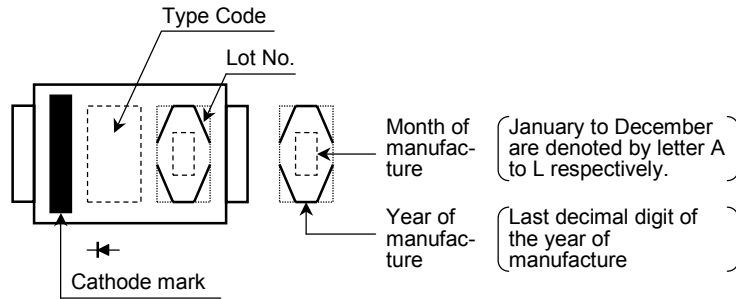 Type Code
Lot No.
Month of
manufac-
ture
January to December
are denoted by letter A
to L respectively.
Year of
manufac-
ture
Last decimal digit of
the year of
manufacture
Cathode mark